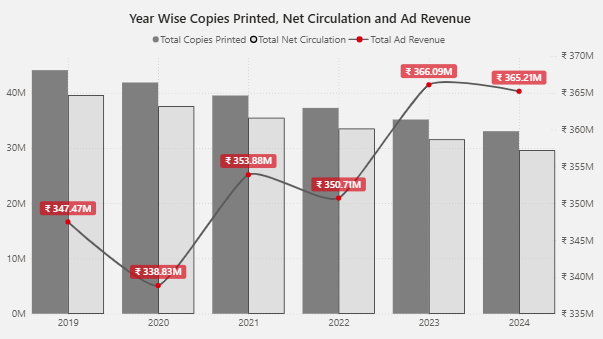 Year Wise Copies Printed, Net Circulation and Ad Revenue
Total Copies Printed Total Net Circulation Total Ad Revenue
₹ 370M
₹ 366.09M
₹ 365.21M
40M ₹ 365M
₹ 360M
30M ₹ 353.88M ₹ 355M
₹ 350.71M
20M ₹ 347.47M ₹ 350M
₹ 345M
10M ₹ 338.83M ₹ 340M
0M ₹ 335M
2019 2020 2021 2022 2023 2024